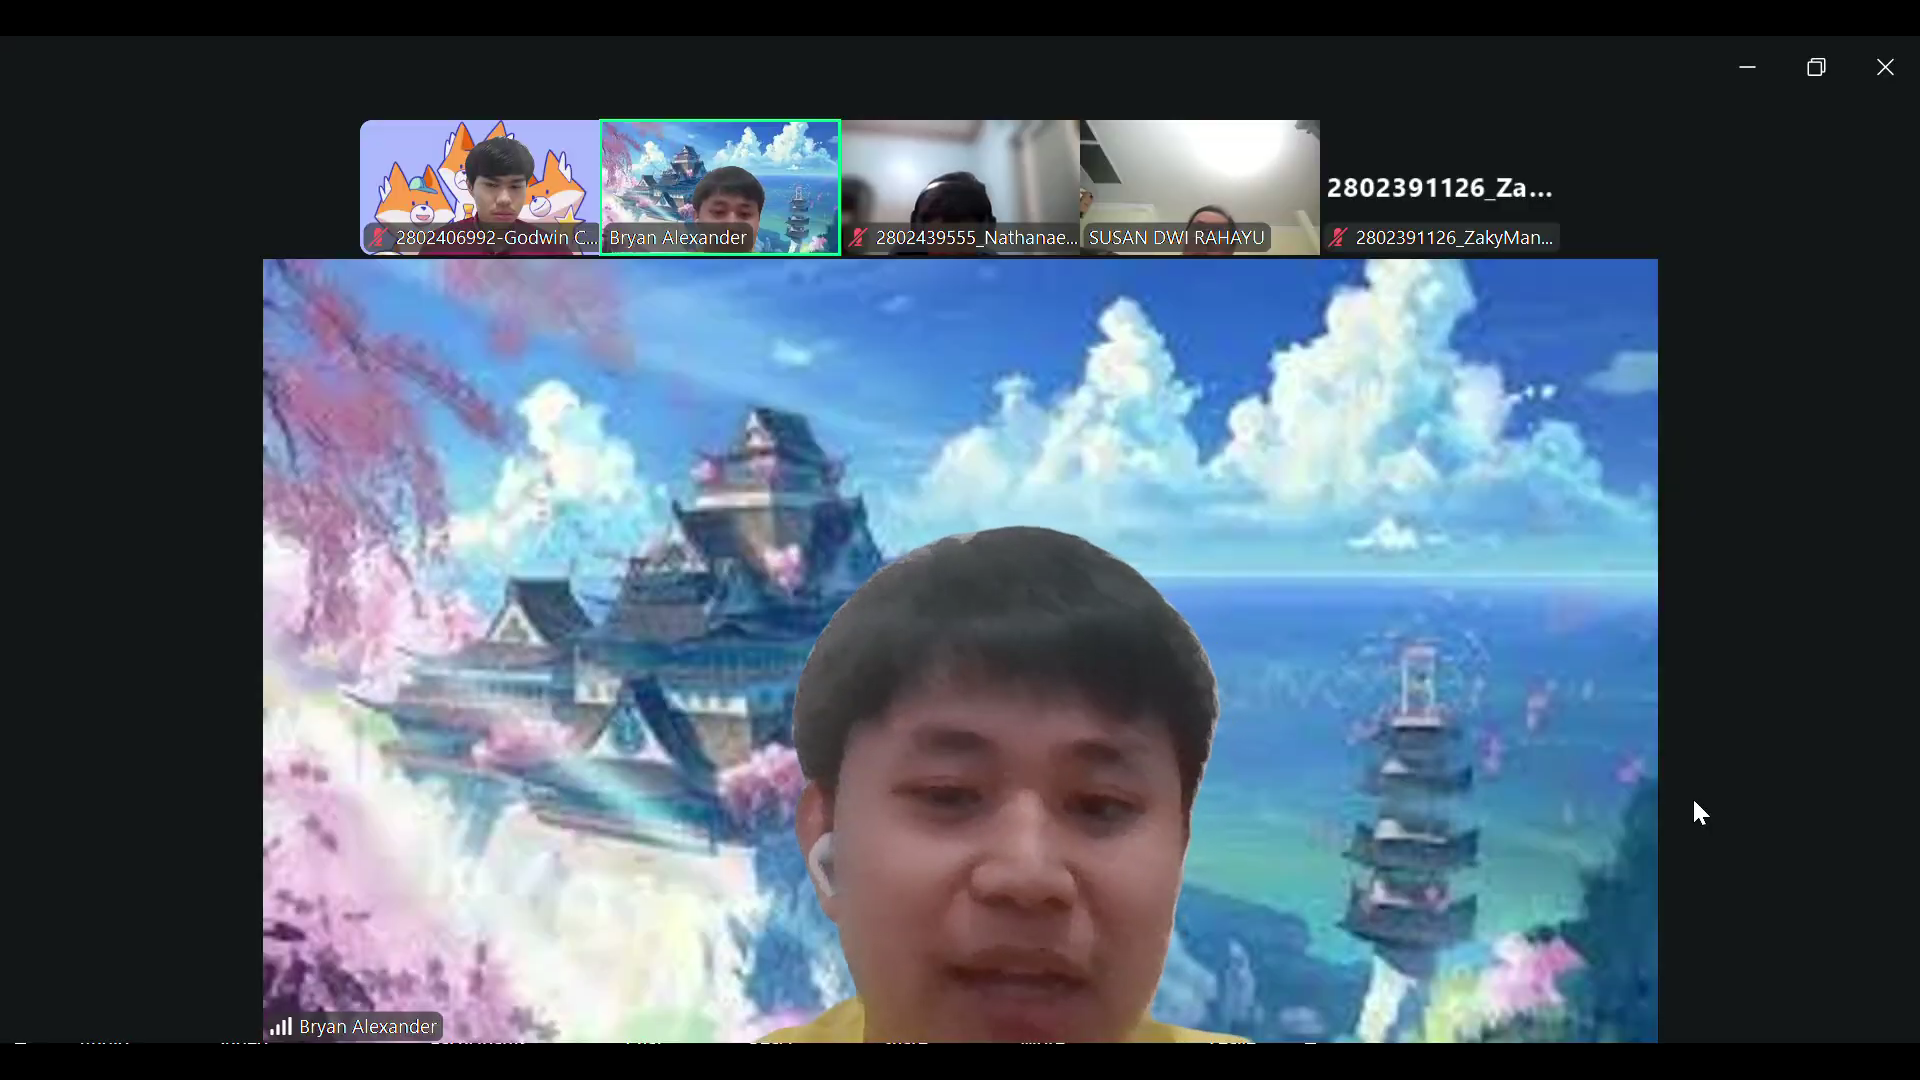 2802406992-Godwin C...
Bryan Alexander
2802439555_Nathanae...
SUSAN DWI RAHAYU
2802391126_Za...
2802391126_ZakyMan...
Bryan Alexander